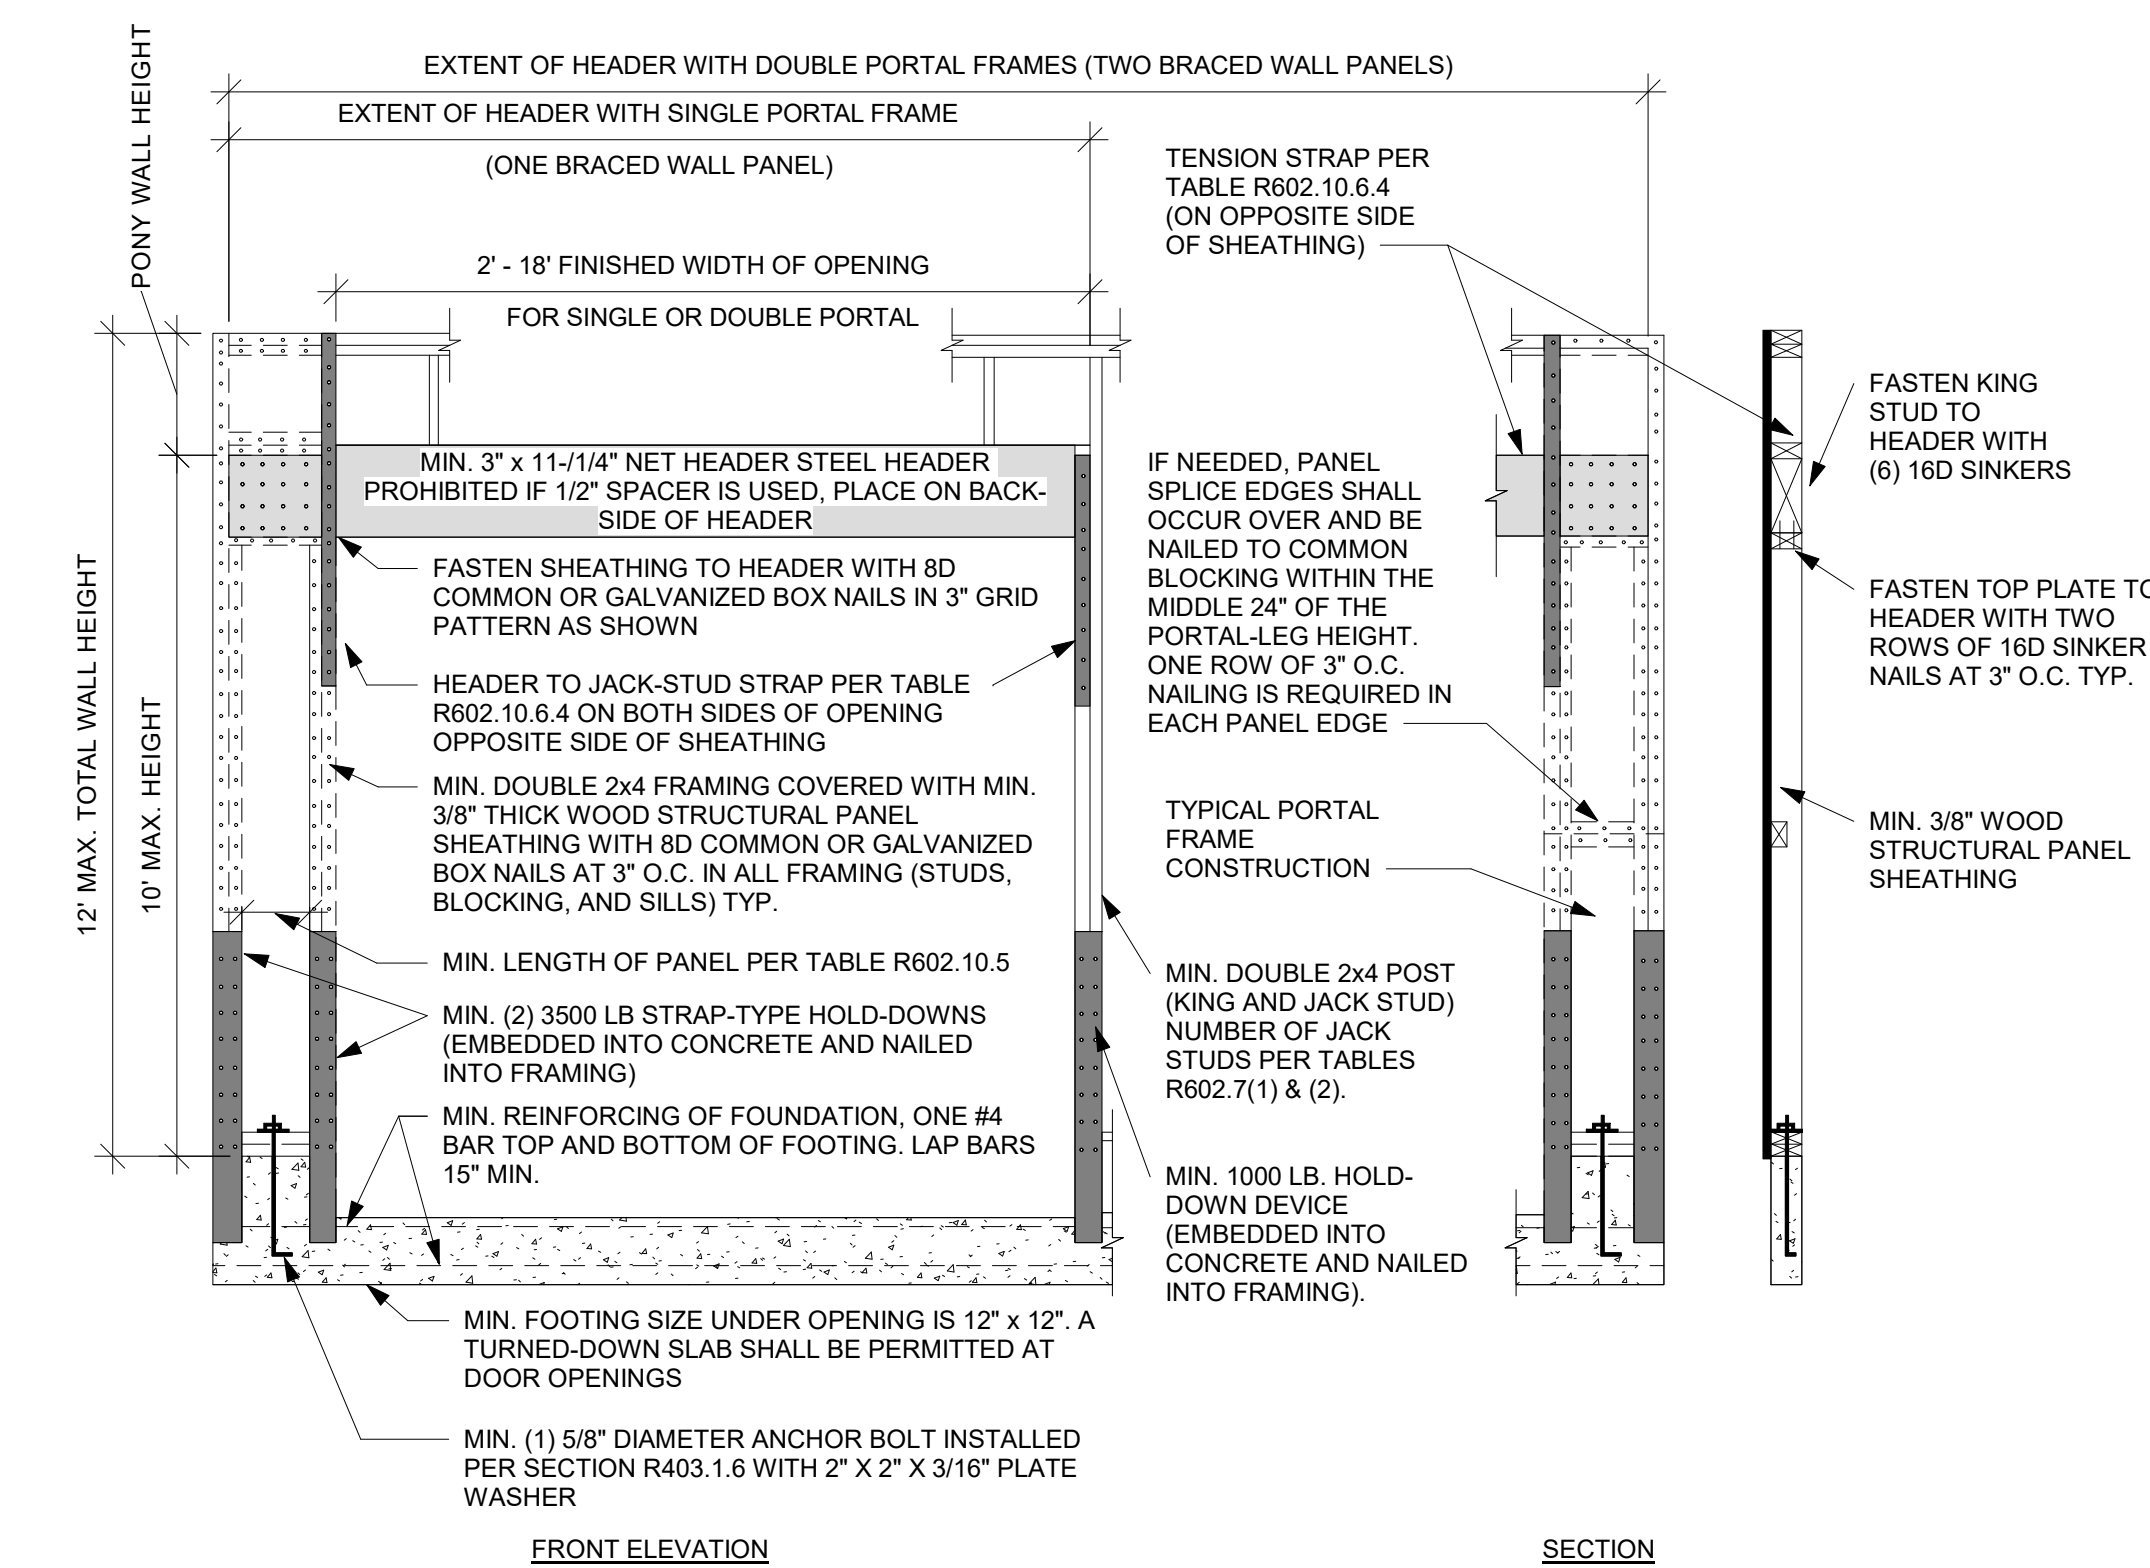 EXTENT OF HEADER WITH DOUBLE PORTAL FRAMES (TWO BRACED WALL PANELS)
EXTENT OF HEADER WITH SINGLE PORTAL FRAME
(ONE BRACED WALL PANEL)
2' - 18' FINISHED WIDTH OF OPENING
FOR SINGLE OR DOUBLE PORTAL
PONY WALL HEIGHT
12' MAX. TOTAL WALL HEIGHT
10' MAX. HEIGHT
MIN. 3" x 11-/1/4" NET HEADER STEEL HEADER
PROHIBITED IF 1/2" SPACER IS USED, PLACE ON BACK-
SIDE OF HEADER
FASTEN SHEATHING TO HEADER WITH 8D
COMMON OR GALVANIZED BOX NAILS IN 3" GRID
PATTERN AS SHOWN
HEADER TO JACK-STUD STRAP PER TABLE
R602.10.6.4 ON BOTH SIDES OF OPENING
OPPOSITE SIDE OF SHEATHING
MIN. DOUBLE 2x4 FRAMING COVERED WITH MIN.
3/8" THICK WOOD STRUCTURAL PANEL
SHEATHING WITH 8D COMMON OR GALVANIZED
BOX NAILS AT 3" O.C. IN ALL FRAMING (STUDS,
BLOCKING, AND SILLS) TYP.
MIN. LENGTH OF PANEL PER TABLE R602.10.5
MIN. (2) 3500 LB STRAP-TYPE HOLD-DOWNS
(EMBEDDED INTO CONCRETE AND NAILED
INTO FRAMING)
MIN. REINFORCING OF FOUNDATION, ONE #4
BAR TOP AND BOTTOM OF FOOTING. LAP BARS
15" MIN.
MIN. FOOTING SIZE UNDER OPENING IS 12" x 12". A
TURNED-DOWN SLAB SHALL BE PERMITTED AT
DOOR OPENINGS
MIN. (1) 5/8" DIAMETER ANCHOR BOLT INSTALLED
PER SECTION R403.1.6 WITH 2" X 2" X 3/16" PLATE
WASHER
FRONT ELEVATION
TENSION STRAP PER
TABLE R602.10.6.4
(ON OPPOSITE SIDE
OF SHEATHING)
IF NEEDED, PANEL
SPLICE EDGES SHALL
OCCUR OVER AND BE
NAILED TO COMMON
BLOCKING WITHIN THE
MIDDLE 24" OF THE
PORTAL-LEG HEIGHT.
ONE ROW OF 3" O.C.
NAILING IS REQUIRED IN
EACH PANEL EDGE
TYPICAL PORTAL
FRAME
CONSTRUCTION
MIN. DOUBLE 2x4 POST
(KING AND JACK STUD)
NUMBER OF JACK
STUDS PER TABLES
R602.7(1) & (2).
MIN. 1000 LB. HOLD-
DOWN DEVICE
(EMBEDDED INTO
CONCRETE AND NAILED
INTO FRAMING).
FASTEN KING
STUD TO
HEADER WITH
(6) 16D SINKERS
FASTEN TOP PLATE TO
HEADER WITH TWO
ROWS OF 16D SINKER
NAILS AT 3" O.C. TYP.
MIN. 3/8" WOOD
STRUCTURAL PANEL
SHEATHING
SECTION